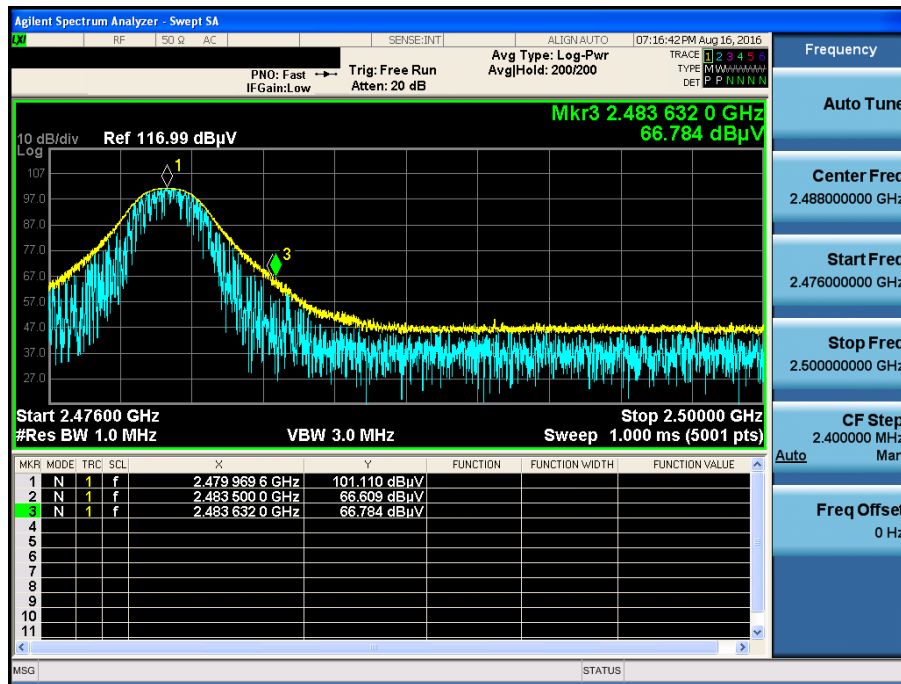 Agilent Spectrum Analyzer - Swept SA
LXI RF 50 Ω AC SENSE:INT ALIGN AUTO 07:16:42 PM Aug 16, 2016
PNO: Fast
IFGain:Low
Trig: Free Run
Atten: 20 dB
Avg Type: Log-Pwr
Avg|Hold: 200/200
TRACE 1 2 3 4 5 6
TYPE M
DET P P N N N N
Mkr3 2.483 632 0 GHz
66.784 dBµV
10 dB/div Ref 116.99 dBµV
Log
107
97.0
87.0
77.0
67.0
57.0
47.0
37.0
27.0
1
3
Start 2.47600 GHz Stop 2.50000 GHz
#Res BW 1.0 MHz VBW 3.0 MHz Sweep 1.000 ms (5001 pts)
MKR MODE TRC SCL X Y FUNCTION FUNCTION WIDTH FUNCTION VALUE
1 N 1 f 2.479 969 6 GHz 101.110 dBµV
2 N 1 f 2.483 500 0 GHz 66.609 dBµV
3 N 1 f 2.483 632 0 GHz 66.784 dBµV
4
5
6
7
8
9
10
11
MSG STATUS
Frequency
Auto Tune
Center Freq
2.488000000 GHz
Start Freq
2.476000000 GHz
Stop Freq
2.500000000 GHz
CF Step
2.400000 MHz
Auto Man
Freq Offset
0 Hz